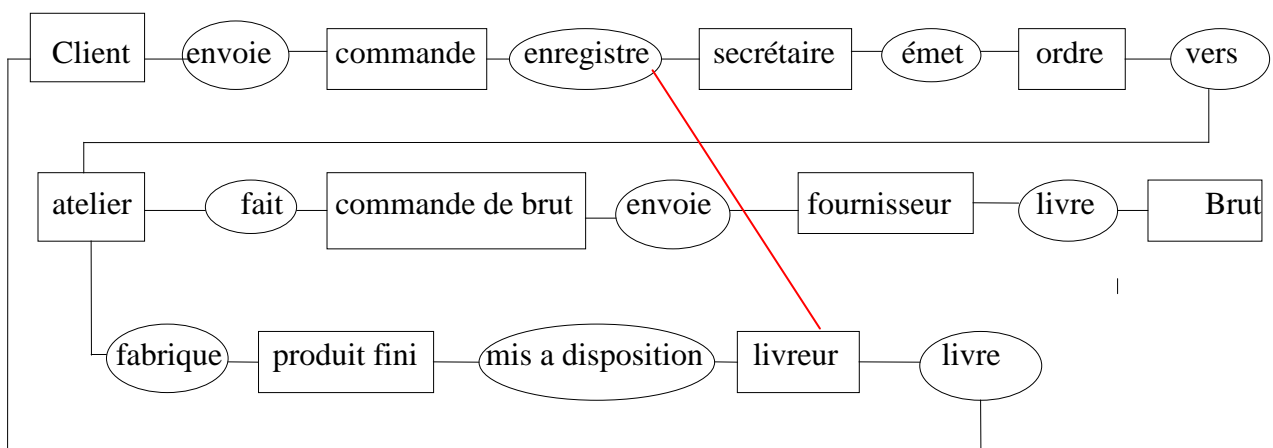 Client envoie commande enregistre secrétaire émet ordre vers
atelier fait commande de brut envoie fournisseur livre Brut
fabrique produit fini mis a disposition livreur livre